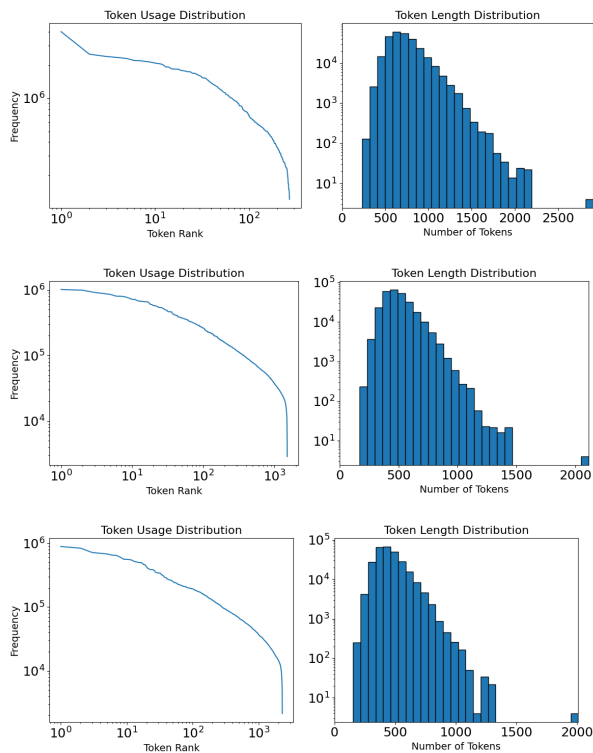 Token Usage Distribution
Frequency
10^6
10^0 10^1 10^2
Token Rank
Token Length Distribution
10^4
10^3
10^2
10^1
0 500 1000 1500 2000 2500
Number of Tokens
Token Usage Distribution
Frequency
10^6
10^5
10^4
10^0 10^1 10^2 10^3
Token Rank
Token Length Distribution
10^5
10^4
10^3
10^2
10^1
0 500 1000 1500 2000
Number of Tokens
Token Usage Distribution
Frequency
10^6
10^5
10^4
10^0 10^1 10^2 10^3
Token Rank
Token Length Distribution
10^5
10^4
10^3
10^2
10^1
0 500 1000 1500 2000
Number of Tokens